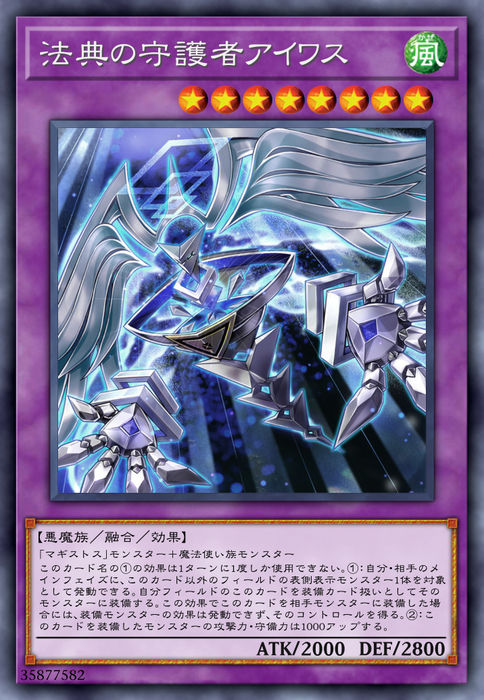 法典の守護者アイワス
かぜ
風
【悪魔族／融合／効果】
「マギストス」モンスター＋魔法使い族モンスター
このカード名の①の効果は1ターンに1度しか使用できない。①：自分・相手のメ
インフェイズに、このカード以外のフィールドの表側表示モンスター1体を対象
として発動できる。自分フィールドのこのカードを装備カード扱いとしてその
モンスターに装備する。この効果でこのカードを相手モンスターに装備した場
合には、装備モンスターの効果は発動できず、そのコントロールを得る。②：こ
のカードを装備したモンスターの攻撃力・守備力は1000アップする。
ATK/2000 DEF/2800
35877582